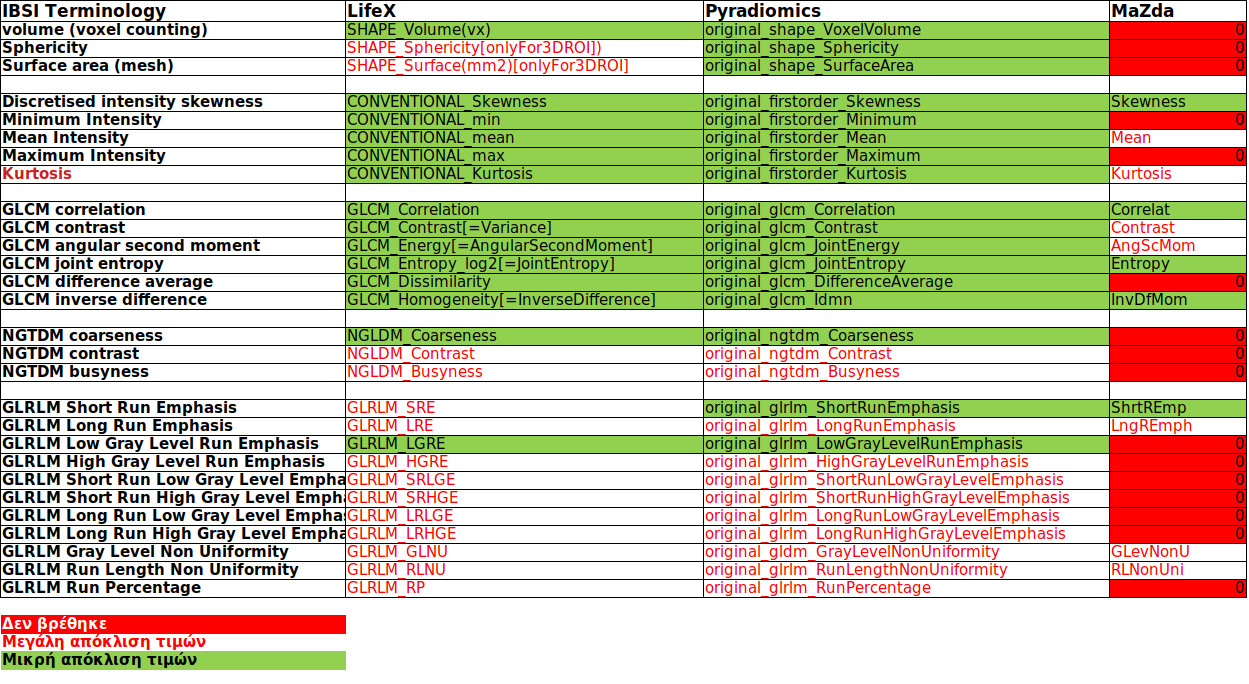 IBSI Terminology LifeX Pyradiomics MaZda
volume (voxel counting) SHAPE_Volume(vx) original_shape_VoxelVolume 0
Sphericity SHAPE_Sphericity[onlyFor3DROI]) original_shape_Sphericity 0
Surface area (mesh) SHAPE_Surface(mm2)[onlyFor3DROI] original_shape_SurfaceArea 0
Discretised intensity skewness CONVENTIONAL_Skewness original_firstorder_Skewness Skewness
Minimum Intensity CONVENTIONAL_min original_firstorder_Minimum 0
Mean Intensity CONVENTIONAL_mean original_firstorder_Mean Mean
Maximum Intensity CONVENTIONAL_max original_firstorder_Maximum 0
Kurtosis CONVENTIONAL_Kurtosis original_firstorder_Kurtosis Kurtosis
GLCM correlation GLCM_Correlation original_glcm_Correlation Correlat
GLCM contrast GLCM_Contrast[=Variance] original_glcm_Contrast Contrast
GLCM angular second moment GLCM_Energy[=AngularSecondMoment] original_glcm_JointEnergy AngScMom
GLCM joint entropy GLCM_Entropy_log2[=JointEntropy] original_glcm_JointEntropy Entropy
GLCM difference average GLCM_Dissimilarity original_glcm_DifferenceAverage 0
GLCM inverse difference GLCM_Homogeneity[=InverseDifference] original_glcm_Idmn InvDfMom
NGTDM coarseness NGLDM_Coarseness original_ngtdm_Coarseness 0
NGTDM contrast NGLDM_Contrast original_ngtdm_Contrast 0
NGTDM busyness NGLDM_Busyness original_ngtdm_Busyness 0
GLRLM Short Run Emphasis GLRLM_SRE original_glrlm_ShortRunEmphasis ShrtREmp
GLRLM Long Run Emphasis GLRLM_LRE original_glrlm_LongRunEmphasis LngREmph
GLRLM Low Gray Level Run Emphasis GLRLM_LGRE original_glrlm_LowGrayLevelRunEmphasis 0
GLRLM High Gray Level Run Emphasis GLRLM_HGRE original_glrlm_HighGrayLevelRunEmphasis 0
GLRLM Short Run Low Gray Level Empha GLRLM_SRLGE original_glrlm_ShortRunLowGrayLevelEmphasis 0
GLRLM Short Run High Gray Level Emph GLRLM_SRHGE original_glrlm_ShortRunHighGrayLevelEmphasis 0
GLRLM Long Run Low Gray Level Emphas GLRLM_LRLGE original_glrlm_LongRunLowGrayLevelEmphasis 0
GLRLM Long Run High Gray Level Empha GLRLM_LRHGE original_glrlm_LongRunHighGrayLevelEmphasis 0
GLRLM Gray Level Non Uniformity GLRLM_GLNU original_gldm_GrayLevelNonUniformity GLevNonU
GLRLM Run Length Non Uniformity GLRLM_RLNU original_glrlm_RunLengthNonUniformity RLNonUni
GLRLM Run Percentage GLRLM_RP original_glrlm_RunPercentage 0
Δεν βρέθηκε
Μεγάλη απόκλιση τιμών
Μικρή απόκλιση τιμών